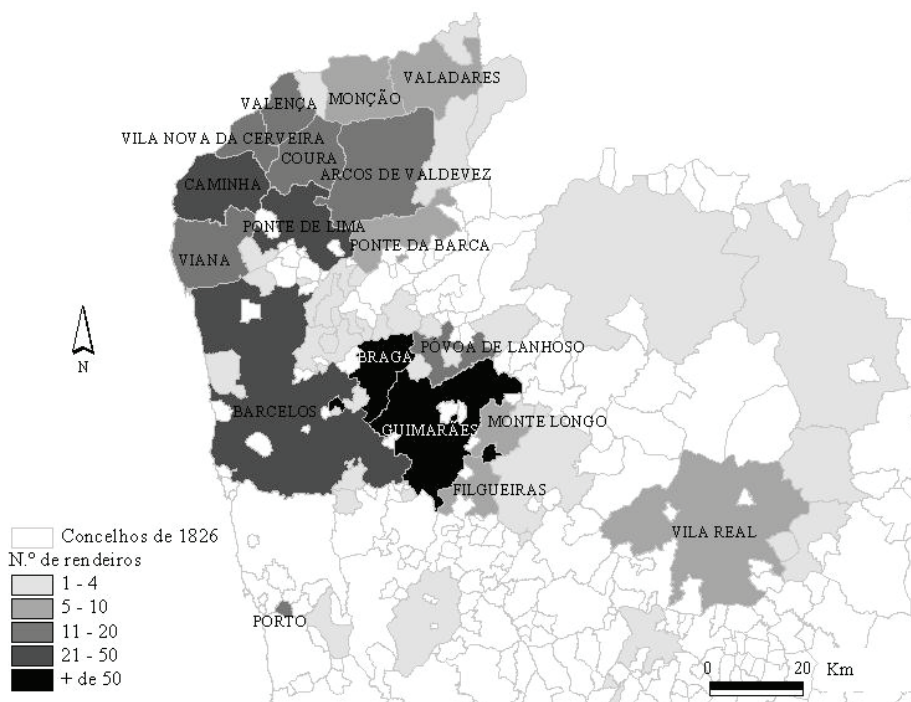 VALADARES
MONÇÃO
VALENÇA
VILA NOVA DA CERVEIRA
COURA
ARCOS DE VALDEVEZ
CAMINHA
PONTE DE LIMA
PONTE DA BARCA
VIANA
N
PÓVOA DE LANHOSO
BRAGA
BARCELOS
MONTE LONGO
GUIMARÃES
FILGUEIRAS
VILA REAL
PORTO
Concelhos de 1826
N.º de rendeiros
1 - 4
5 - 10
11 - 20
21 - 50
+ de 50
0 20 Km